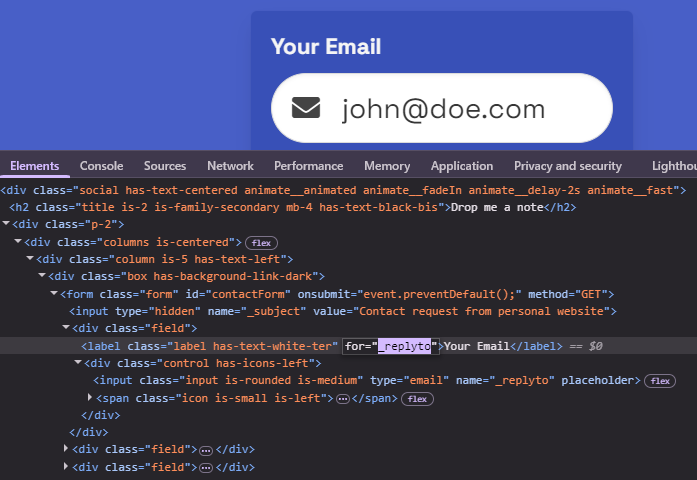 Your Email
john@doe.com
Elements Console Sources Network Performance Memory Application Privacy and security Lighthou
<div class="social has-text-centered animate__animated animate__fadeIn animate__delay-2s animate__fast">
<h2 class="title is-2 is-family-secondary mb-4 has-text-black-bis">Drop me a note</h2>
<div class="p-2">
<div class="columns is-centered"> flex
<div class="column is-5 has-text-left">
<div class="box has-background-link-dark">
<form class="form" id="contactForm" onsubmit="event.preventDefault();" method="GET">
<input type="hidden" name="_subject" value="Contact request from personal website">
<div class="field">
<label class="label has-text-white-ter" for="_replyto">Your Email</label> == $0
<div class="control has-icons-left">
<input class="input is-rounded is-medium" type="email" name="_replyto" placeholder> flex
<span class="icon is-small is-left">…</span> flex
</div>
</div>
<div class="field">…</div>
<div class="field">…</div>